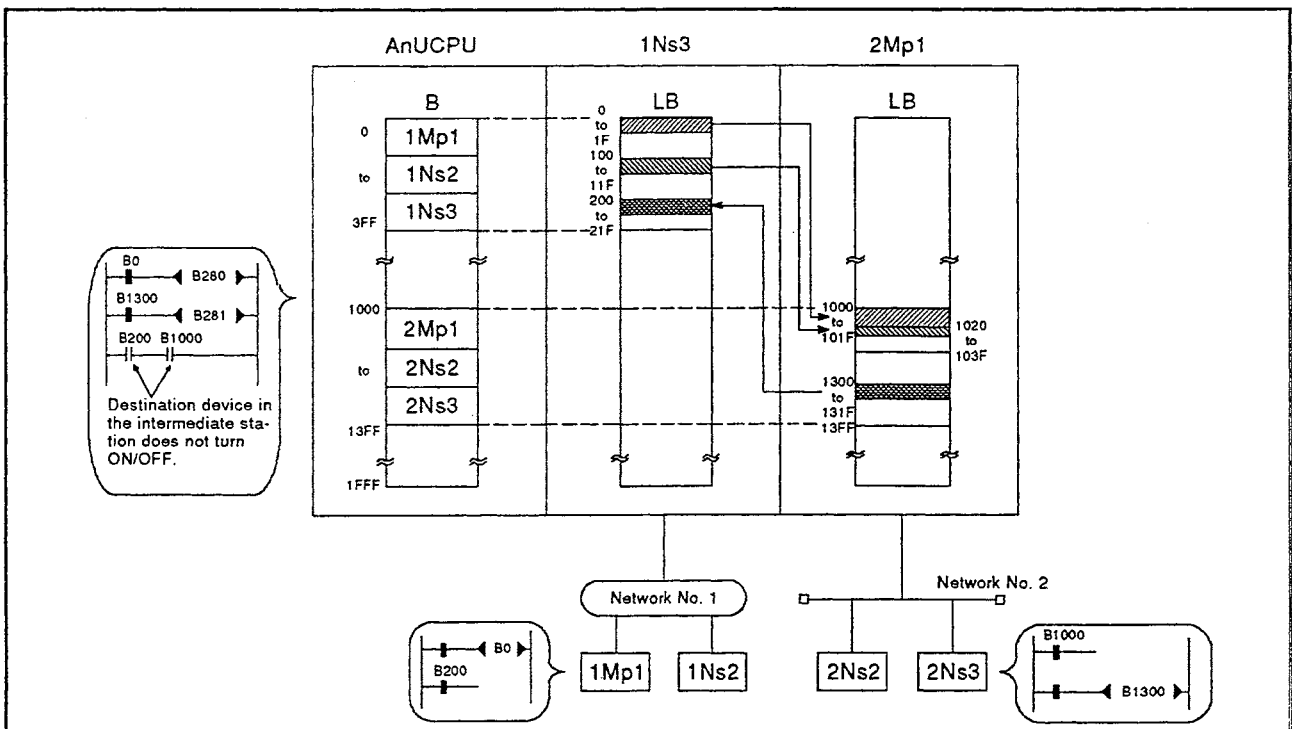 AnUCPU
1Ns3
2Mp1
B
LB
LB
0
to
3FF
1Mp1
1Ns2
1Ns3
0
to
1F
100
to
11F
200
to
21F
1000
to
13FF
1FFF
2Mp1
2Ns2
2Ns3
1000
to
101F
1020
to
103F
1300
to
131F
13FF
B0
B280
B1300
B281
B200 B1000
Destination device in
the intermediate sta-
tion does not turn
ON/OFF.
Network No. 1
Network No. 2
B0
B200
1Mp1
1Ns2
2Ns2
2Ns3
B1000
B1300